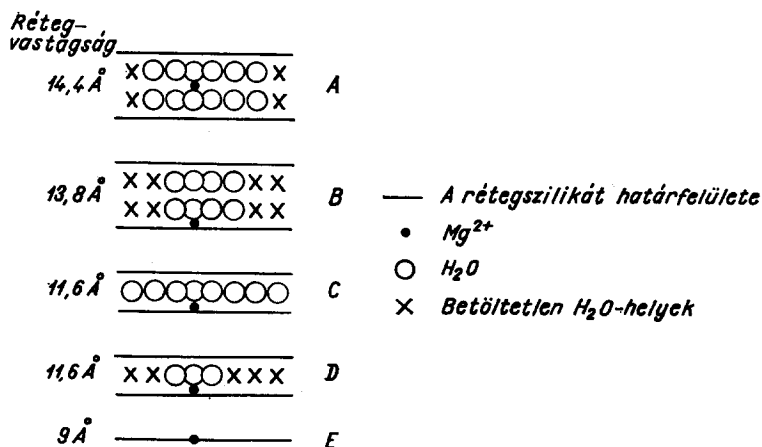 Réteg-
vastagság
14,4 Å A
13,8 Å B
11,6 Å C
11,6 Å D
9 Å E
A rétegszilikát határfelülete
Mg²⁺
H₂O
Betöltetlen H₂O-helyek